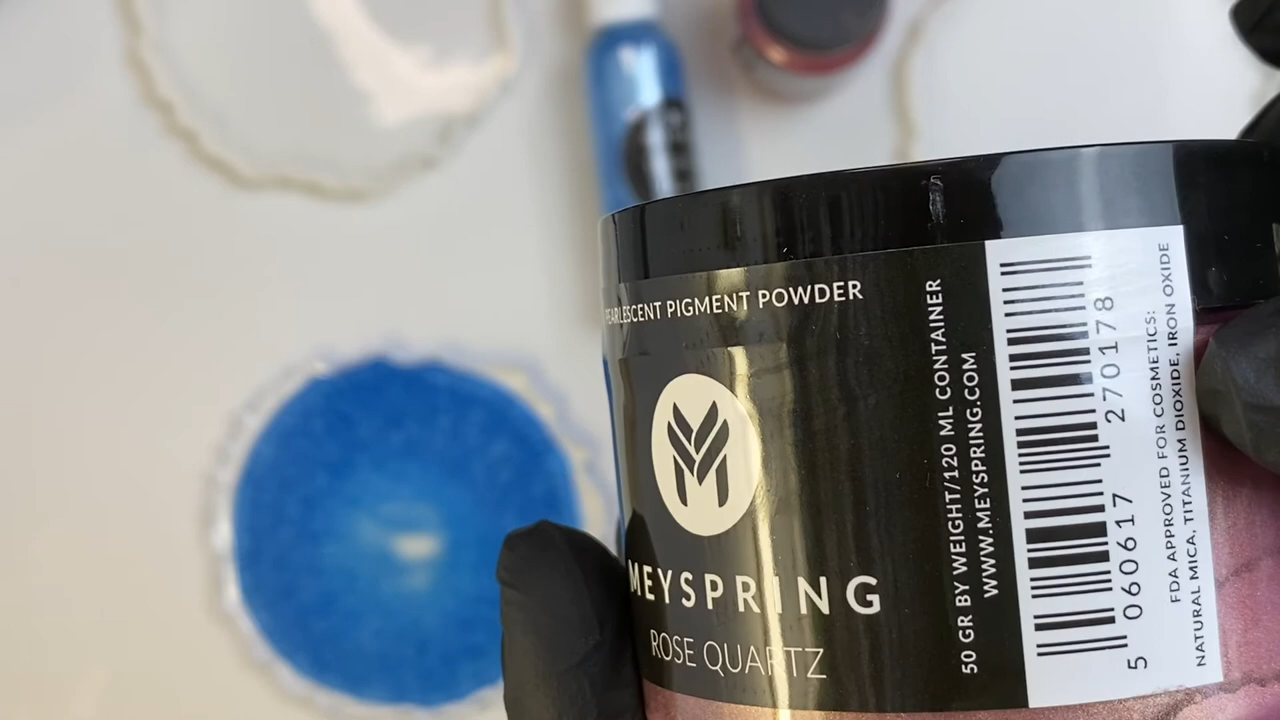 PEARLESCENT PIGMENT POWDER
MEYSPRING
ROSE QUARTZ
50 GR BY WEIGHT/120 ML CONTAINER
WWW.MEYSPRING.COM
5 060617 270178
FDA APPROVED FOR COSMETICS:
NATURAL MICA, TITANIUM DIOXIDE, IRON OXIDE